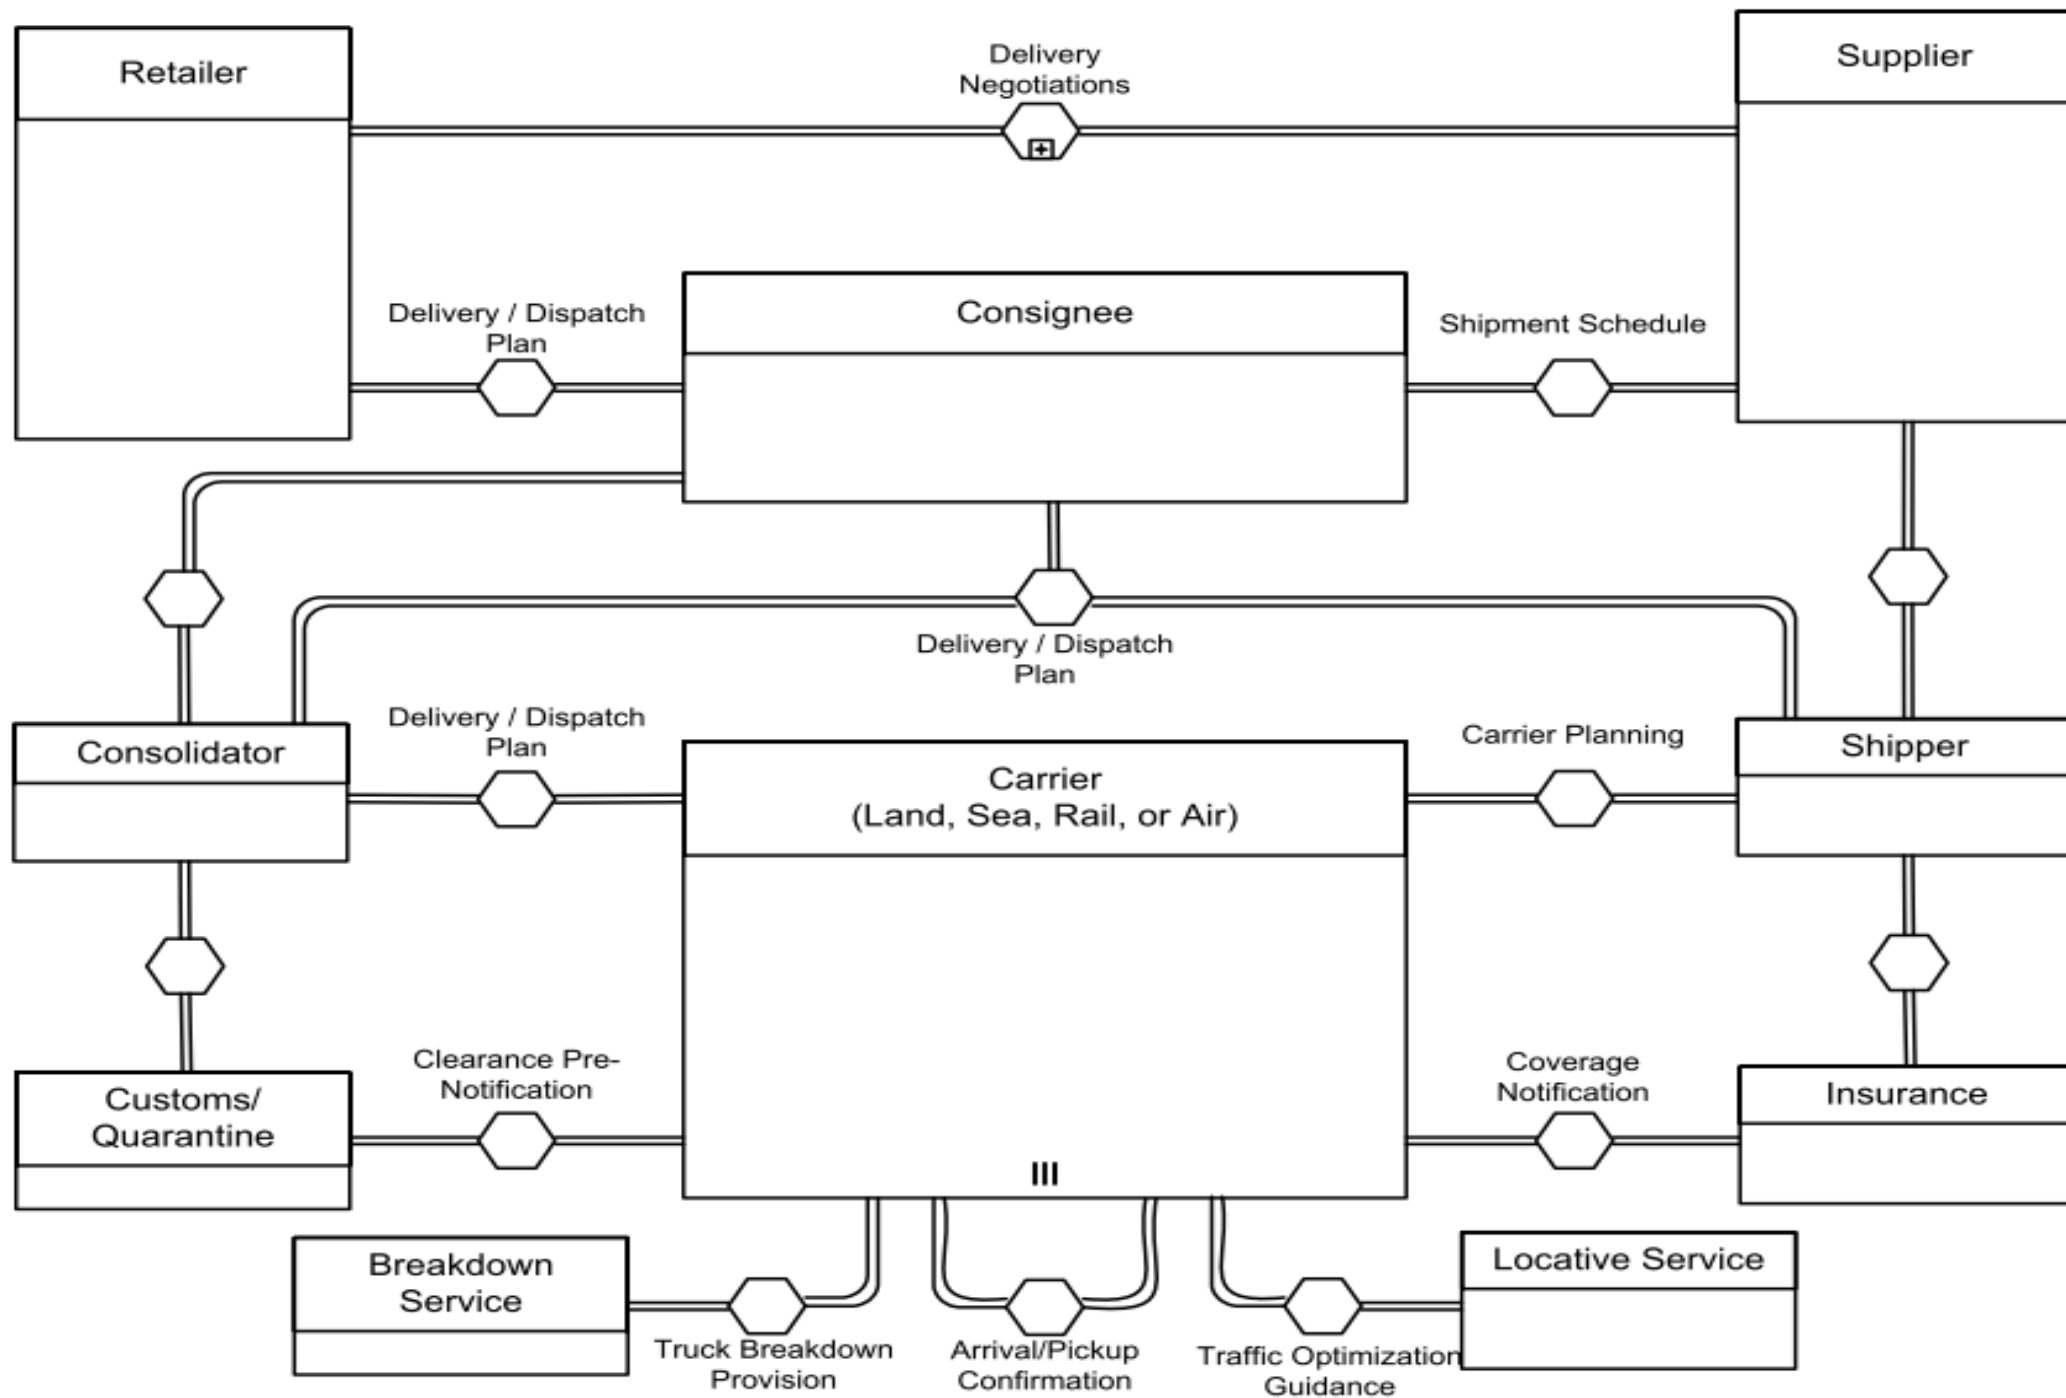 Retailer
Delivery
Negotiations
Supplier
Delivery / Dispatch
Plan
Consignee
Shipment Schedule
Delivery / Dispatch
Plan
Consolidator
Delivery / Dispatch
Plan
Carrier
(Land, Sea, Rail, or Air)
Carrier Planning
Shipper
Customs/
Quarantine
Clearance Pre-
Notification
Coverage
Notification
Insurance
Breakdown
Service
Truck Breakdown
Provision
Arrival/Pickup
Confirmation
Traffic Optimization
Guidance
Locative Service